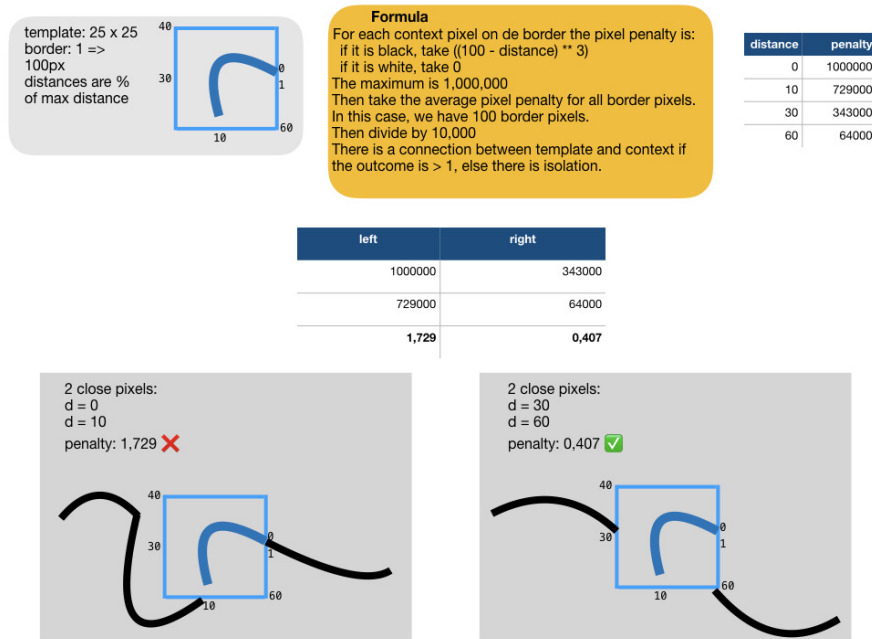 template: 25 x 25
border: 1 =>
100px
distances are %
of max distance
40
30
0
1
10
60
Formula
For each context pixel on de border the pixel penalty is:
if it is black, take ((100 - distance) ** 3)
if it is white, take 0
The maximum is 1,000,000
Then take the average pixel penalty for all border pixels.
In this case, we have 100 border pixels.
Then divide by 10,000
There is a connection between template and context if
the outcome is > 1, else there is isolation.
distance penalty
0 1000000
10 729000
30 343000
60 64000
left right
1000000 343000
729000 64000
1,729 0,407
2 close pixels:
d = 0
d = 10
penalty: 1,729 ❌
40
30
0
1
10
60
2 close pixels:
d = 30
d = 60
penalty: 0,407 ✅
40
30
0
1
10
60